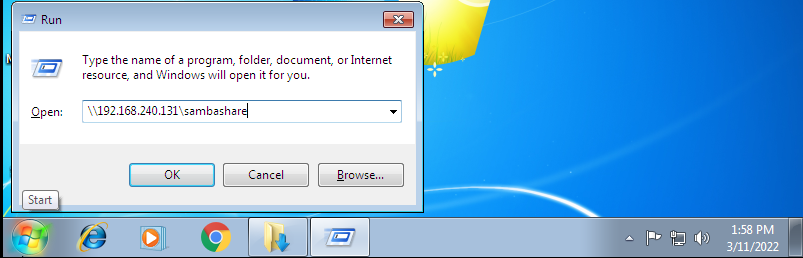 Run
Type the name of a program, folder, document, or Internet
resource, and Windows will open it for you.
Open:
\\192.168.240.131\sambashare
OK
Cancel
Browse...
Start
1:58 PM
3/11/2022